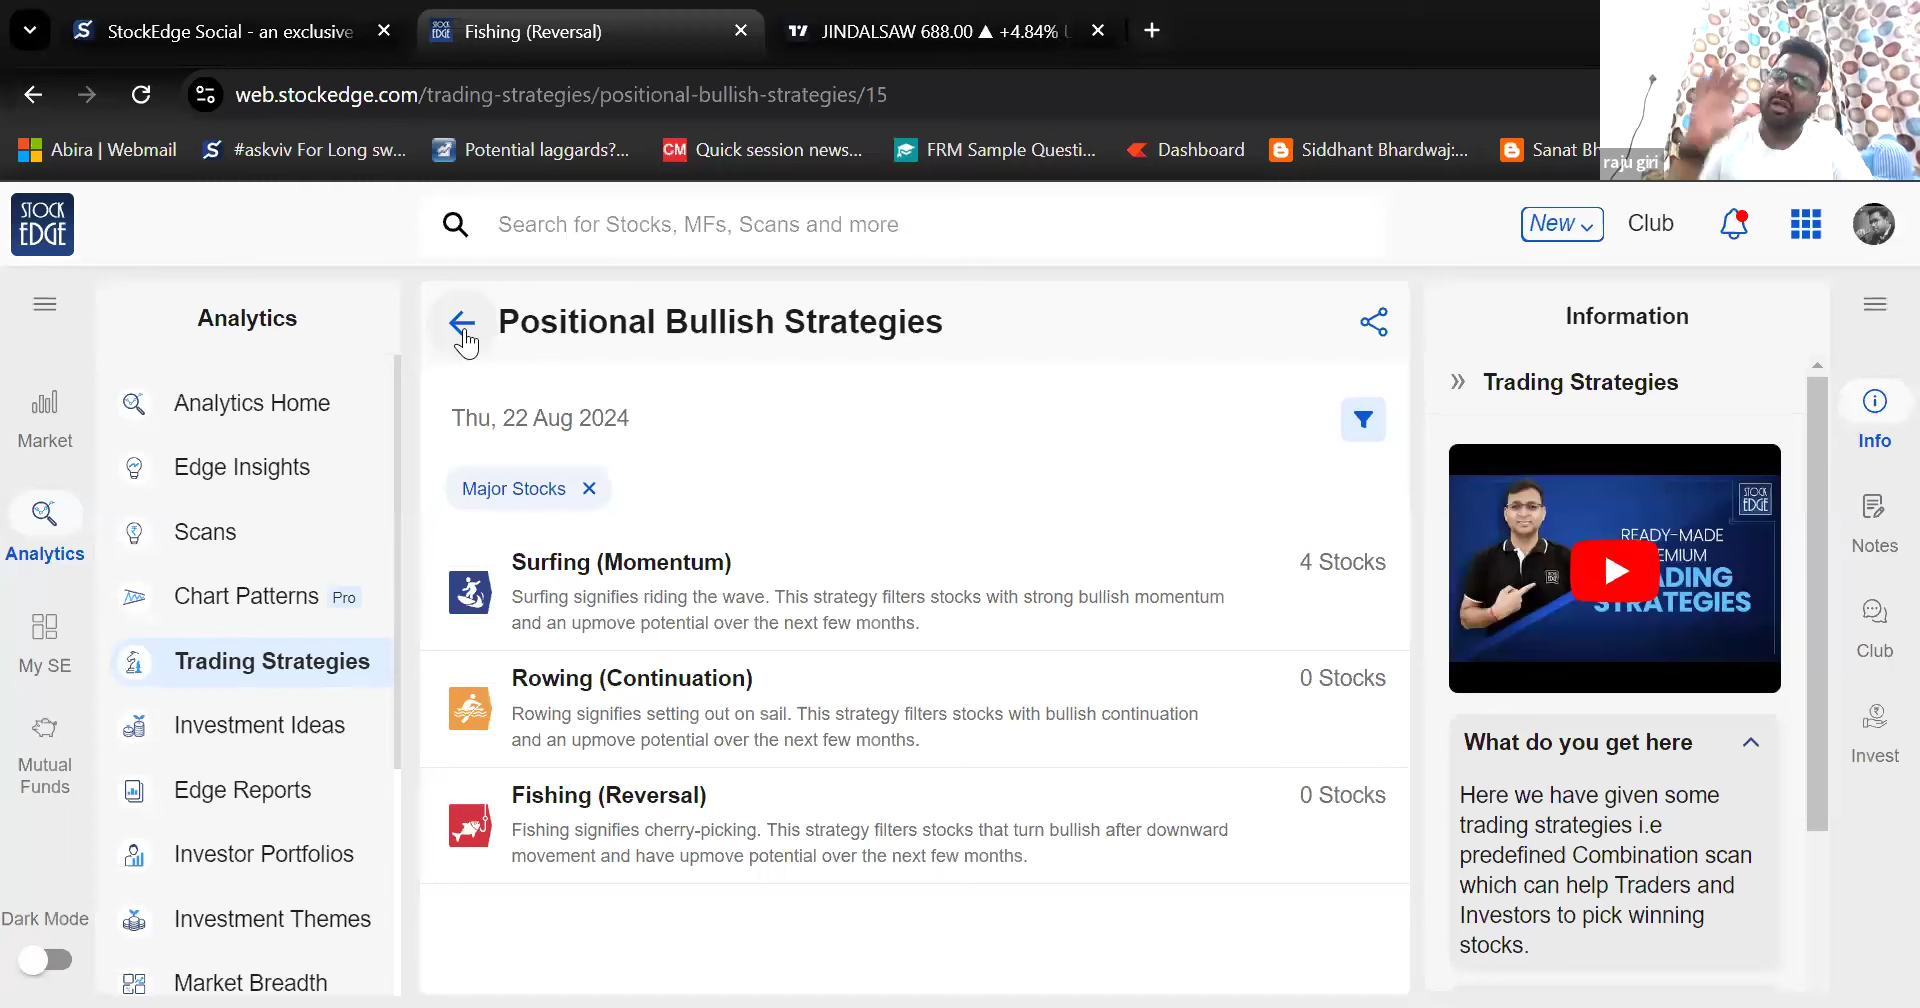 StockEdge Social - an exclusive
Fishing (Reversal)
JINDALSAW 688.00 ▲ +4.84%
web.stockedge.com/trading-strategies/positional-bullish-strategies/15
Abira | Webmail
#askviv For Long sw...
Potential laggards?...
CM
Quick session news...
FRM Sample Questi...
Dashboard
Siddhant Bhardwaj:...
Sanat Bh
raju giri
STOCK
EDGE
Search for Stocks, MFs, Scans and more
New
Club
Market
Analytics
My SE
Mutual
Funds
Dark Mode
Analytics
Analytics Home
Edge Insights
Scans
Chart Patterns Pro
Trading Strategies
Investment Ideas
Edge Reports
Investor Portfolios
Investment Themes
Market Breadth
Positional Bullish Strategies
Thu, 22 Aug 2024
Major Stocks
Surfing (Momentum)
4 Stocks
Surfing signifies riding the wave. This strategy filters stocks with strong bullish momentum
and an upmove potential over the next few months.
Rowing (Continuation)
0 Stocks
Rowing signifies setting out on sail. This strategy filters stocks with bullish continuation
and an upmove potential over the next few months.
Fishing (Reversal)
0 Stocks
Fishing signifies cherry-picking. This strategy filters stocks that turn bullish after downward
movement and have upmove potential over the next few months.
Information
Trading Strategies
STOCK
EDGE
READY-MADE
EMIUM
ADING
STRATEGIES
What do you get here
Here we have given some
trading strategies i.e
predefined Combination scan
which can help Traders and
Investors to pick winning
stocks.
Info
Notes
Club
Invest